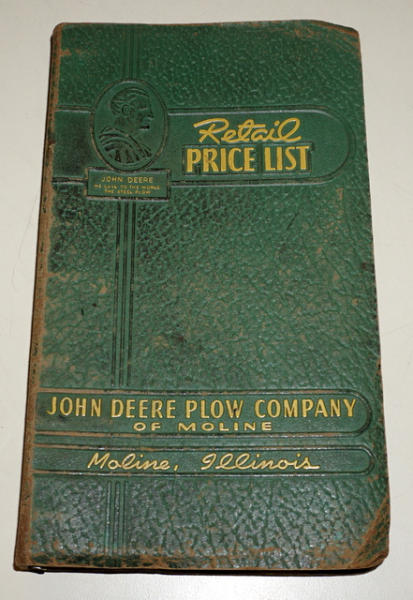 Retail
PRICE LIST
JOHN DEERE
HE GAVE TO THE WORLD
THE STEEL PLOW
JOHN DEERE PLOW COMPANY
OF MOLINE
Moline, Illinois